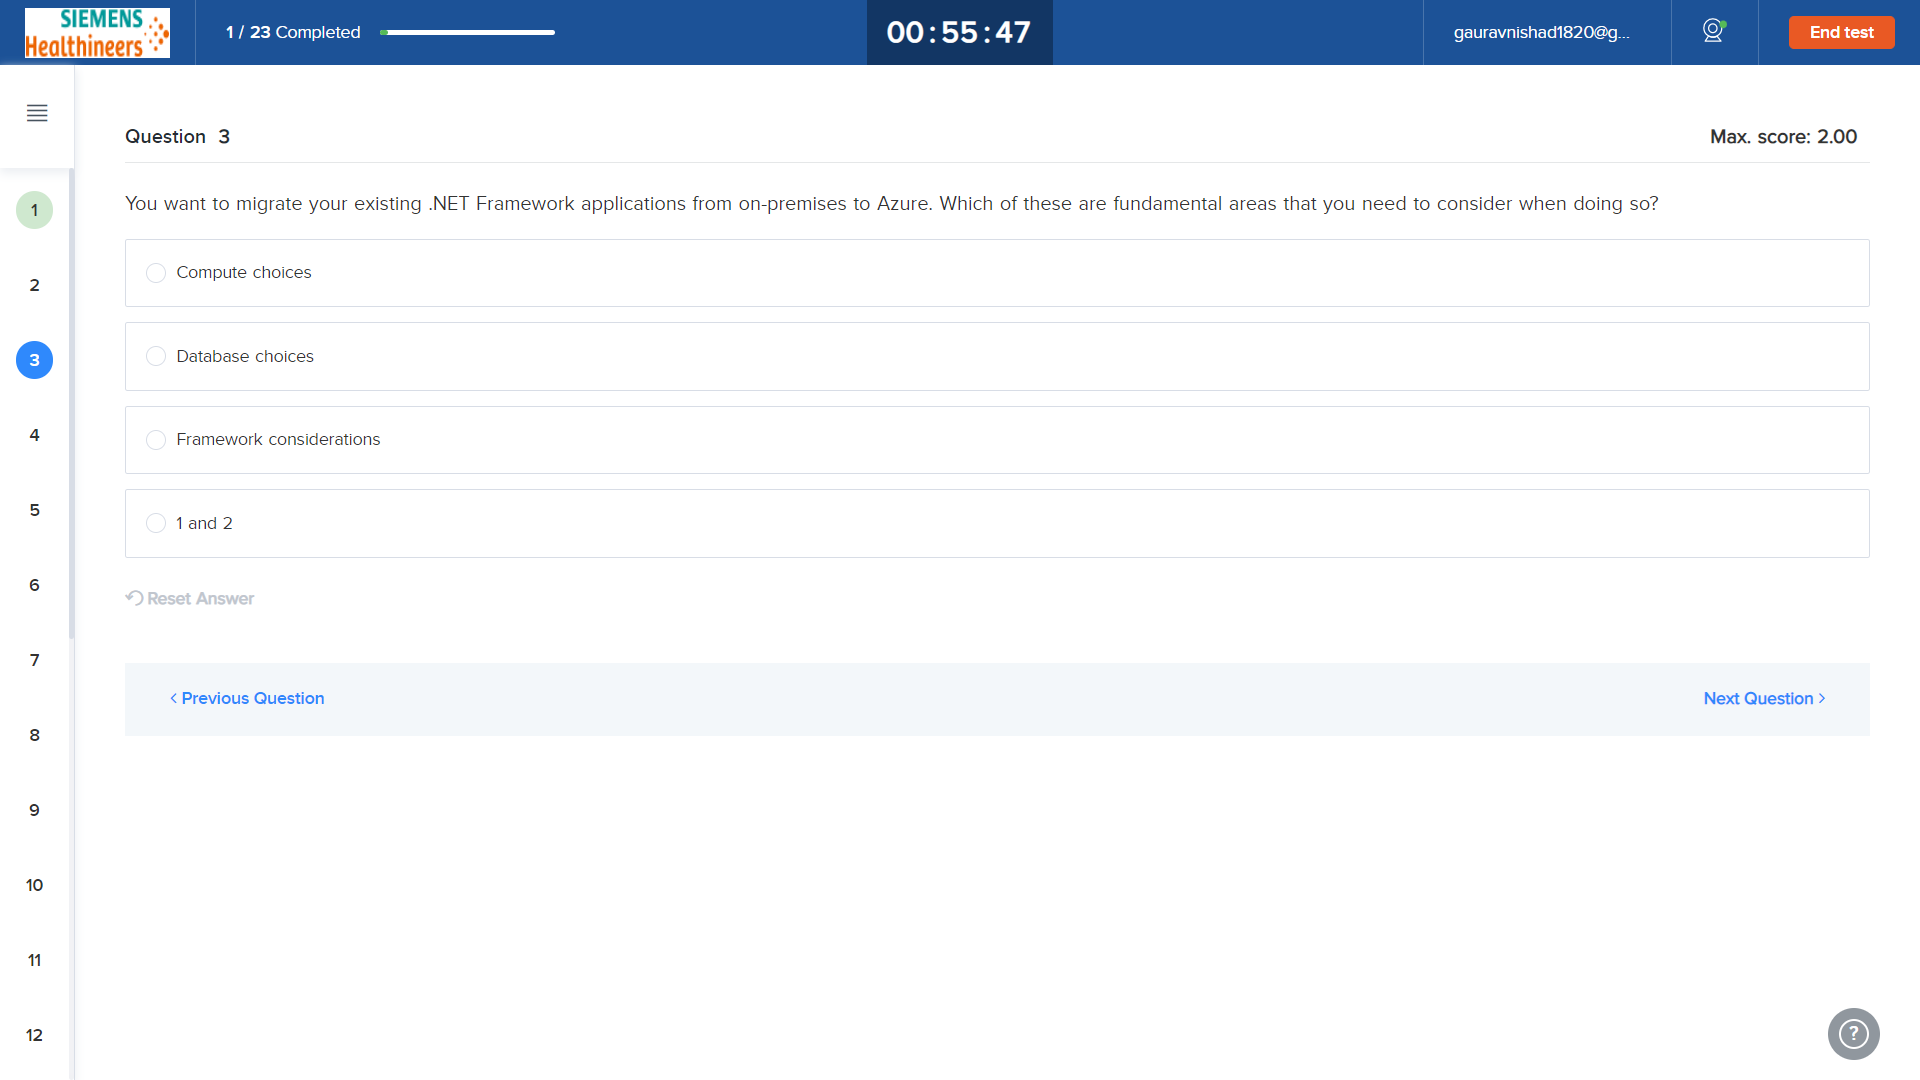 SIEMENS
Healthineers
1 / 23 Completed
00:55:47
gauravnishad1820@g...
End test
Question 3
Max. score: 2.00
You want to migrate your existing .NET Framework applications from on-premises to Azure. Which of these are fundamental areas that you need to consider when doing so?
Compute choices
Database choices
Framework considerations
1 and 2
Reset Answer
< Previous Question
Next Question >
1
2
3
4
5
6
7
8
9
10
11
12
?